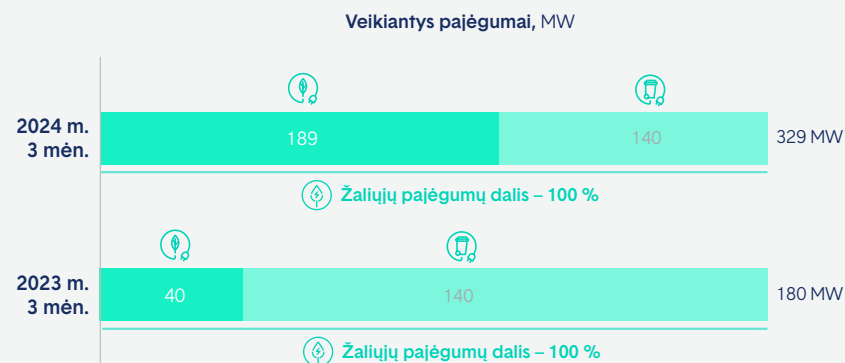 Veikiantys pajėgumai, MW
2024 m.
3 mėn.
189
140
329 MW
Žaliųjų pajėgumų dalis – 100 %
2023 m.
3 mėn.
40
140
180 MW
Žaliųjų pajėgumų dalis – 100 %